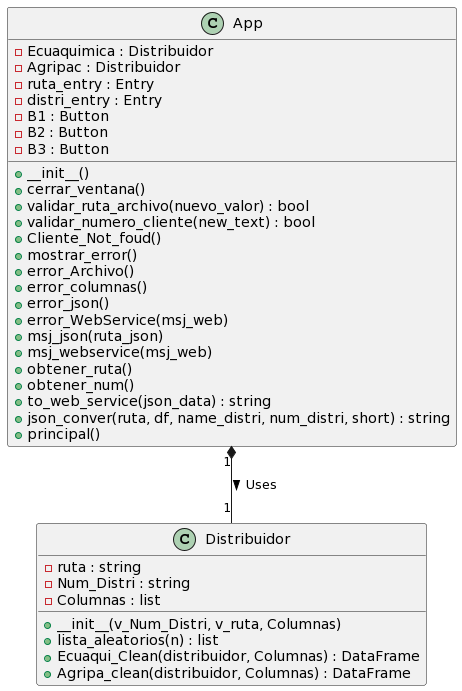 C App
Ecuaquimica : Distribuidor
Agripac : Distribuidor
ruta_entry : Entry
distri_entry : Entry
B1 : Button
B2 : Button
B3 : Button
__init__()
cerrar_ventana()
validar_ruta_archivo(nuevo_valor) : bool
validar_numero_cliente(new_text) : bool
Cliente_Not_foud()
mostrar_error()
error_Archivo()
error_columnas()
error_json()
error_WebService(msj_web)
msj_json(ruta_json)
msj_webservice(msj_web)
obtener_ruta()
obtener_num()
to_web_service(json_data) : string
json_conver(ruta, df, name_distri, num_distri, short) : string
principal()
1
Uses
1
C Distribuidor
ruta : string
Num_Distri : string
Columnas : list
__init__(v_Num_Distri, v_ruta, Columnas)
lista_aleatorios(n) : list
Ecuaqui_Clean(distribuidor, Columnas) : DataFrame
Agripa_clean(distribuidor, Columnas) : DataFrame